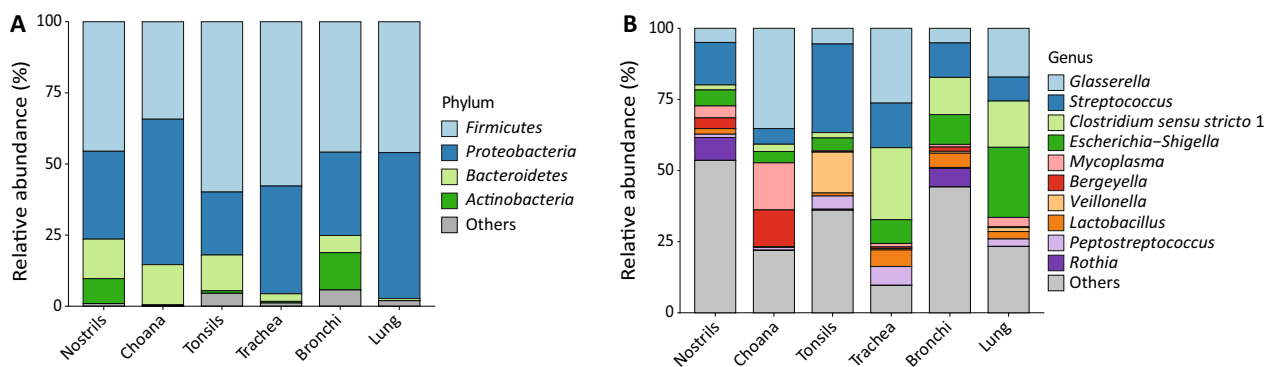 A
Relative abundance (%)
100
75
50
25
0
Nostrils
Choana
Tonsils
Trachea
Bronchi
Lung
Phylum
Firmicutes
Proteobacteria
Bacteroidetes
Actinobacteria
Others
B
Relative abundance (%)
100
75
50
25
0
Nostrils
Choana
Tonsils
Trachea
Bronchi
Lung
Genus
Glasserella
Streptococcus
Clostridium sensu stricto 1
Escherichia−Shigella
Mycoplasma
Bergeyella
Veillonella
Lactobacillus
Peptostreptococcus
Rothia
Others